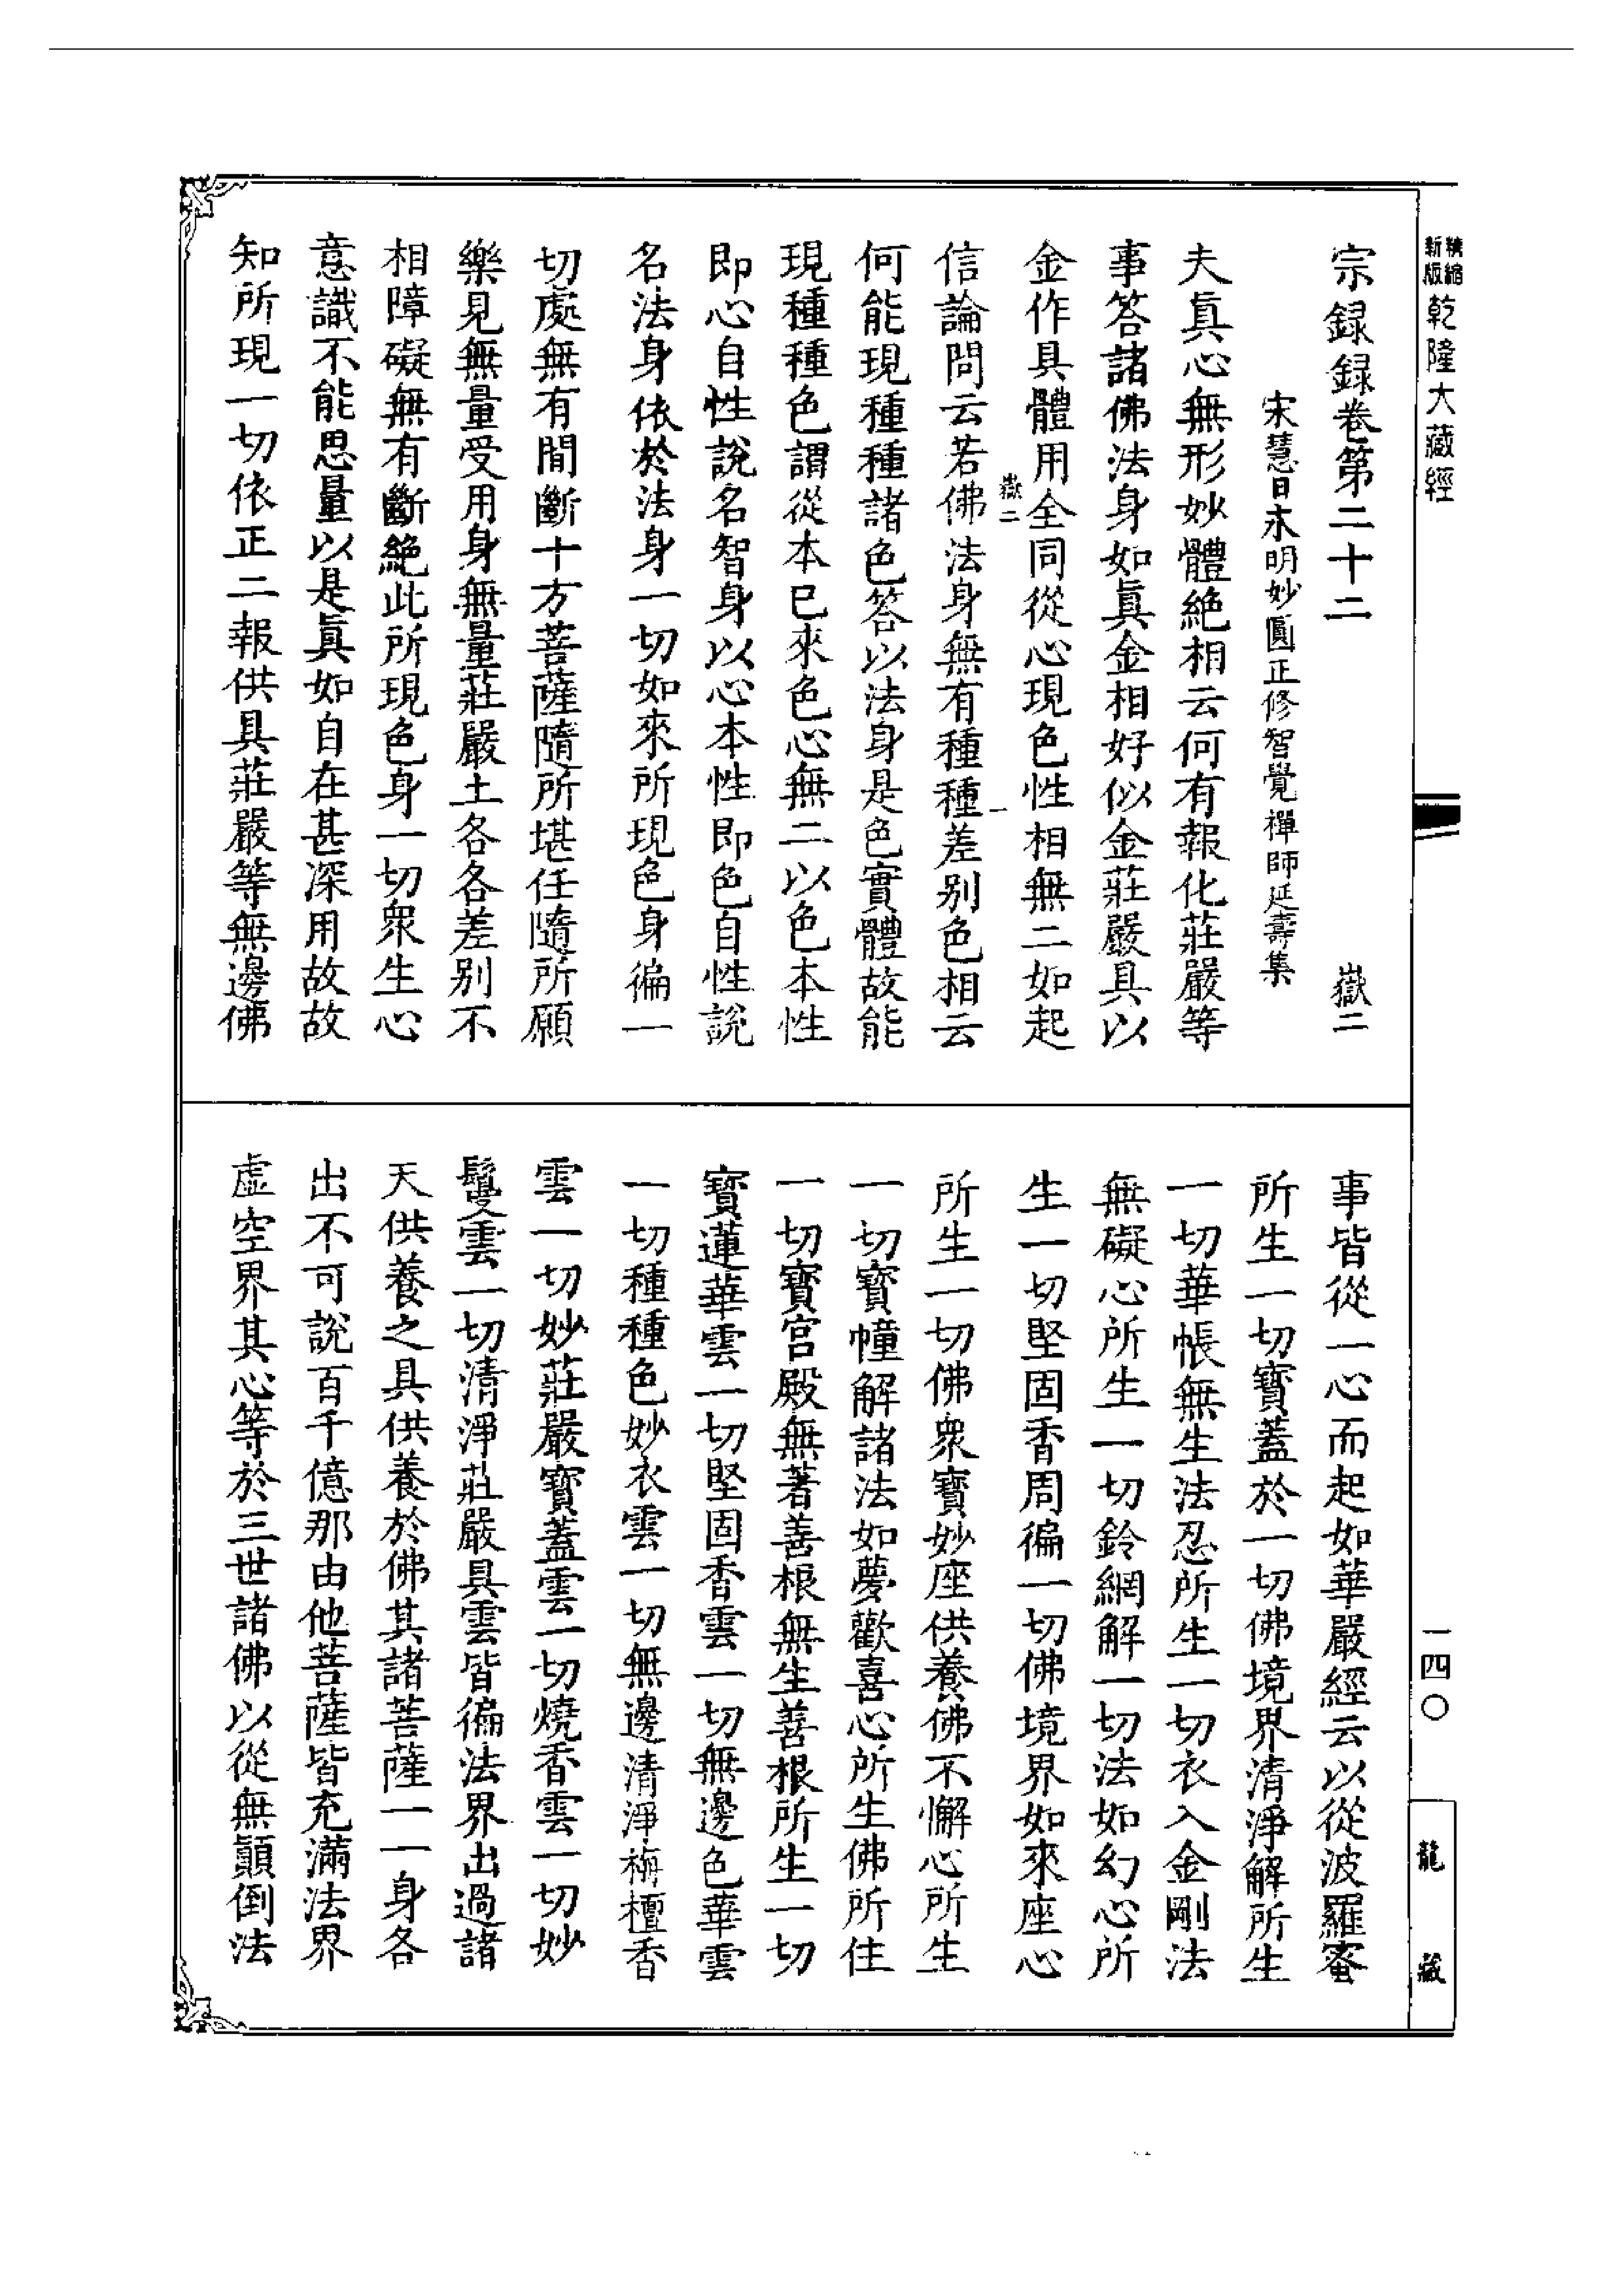 新版精縮乾隆大藏經
宗録録卷第二十二 嶽二
宋慧日永明妙圓正修智覺禪師延壽集
夫真心無形妙體絶相云何有報化莊嚴等
事答諸佛法身如真金相好似金莊嚴具以
金作具體用全同從心現色性相無二如起
嶽二 一
信論問云若佛法身無有種種差别色相云
何能現種種諸色答以法身是色實體故能
現種種色謂從本已來色心無二以色本性
即心自性說名智身以心本性即色自性說
名法身依於法身一切如來所現色身徧一
切處無有間斷十方菩薩隨所堪任隨所願
樂見無量受用身無量莊嚴土各各差别不
相障礙無有斷絶此所現色身一切衆生心
意識不能思量以是真如自在甚深用故故
知所現一切依正二報供具莊嚴等無邊佛
事皆從一心而起如華嚴經云以從波羅蜜
所生一切寶蓋於一切佛境界清淨解所生
一切華帳無生法忍所生一切衣入金剛法
無礙心所生一切鈴網解一切法如幻心所
生一切堅固香周徧一切佛境界如來座心
所生一切佛衆寶妙座供養佛不懈心所生
一切寶幢解諸法如夢歡喜心所生佛所住
一切寶宫殿無著善根無生善根所生一切
寶蓮華雲一切堅固香雲一切無邊色華雲
一切種種色妙衣雲一切無邊清淨栴檀香
雲一切妙莊嚴寶蓋雲一切燒香雲一切妙
鬘雲一切清淨莊嚴具雲皆徧法界出過諸
天供養之具供養於佛其諸菩薩一一身各
出不可說百千億那由他菩薩皆充滿法界
虚空界其心等於三世諸佛以從無顛倒法
一四〇
龍藏